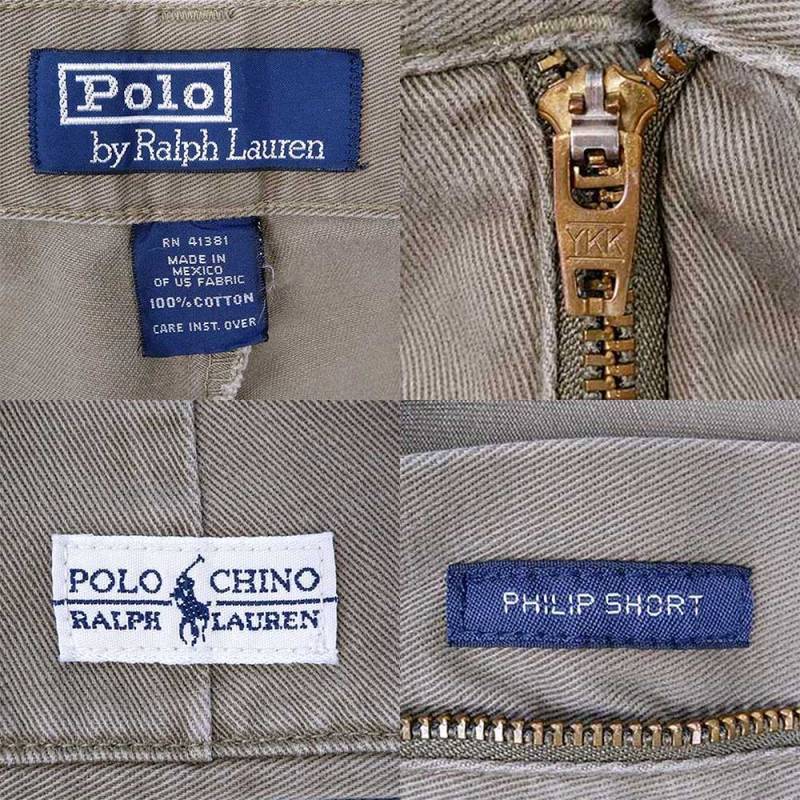 Polo
by Ralph Lauren
RN 41381
MADE IN
MEXICO
OF US FABRIC
100% COTTON
CARE INST. OVER
YKK
POLO CHINO
RALPH LAUREN
PHILIP SHORT